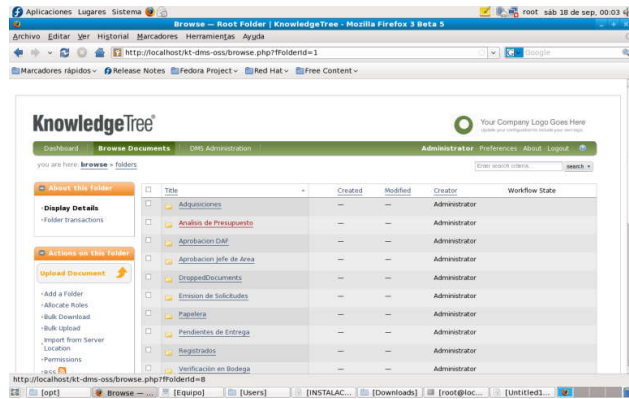 Aplicaciones Lugares Sistema root sáb 18 de sep, 00:03
Browse — Root Folder | KnowledgeTree - Mozilla Firefox 3 Beta 5
Archivo Editar Ver Historial Marcadores Herramientas Ayuda
http://localhost/kt-dms-oss/browse.php?fFolderId=1 Google
Marcadores rápidos Release Notes Fedora Project Red Hat Free Content
KnowledgeTree Your Company Logo Goes Here
Dashboard Browse Documents DMS Administration Administrator Preferences About Logout
you are here: browse » folders Enter search criteria... search
About this folder Title Created Modified Creator Workflow State
·Display Details Adquisiciones — — Administrator
·Folder transactions Analisis de Presupuesto — — Administrator
Aprobacion DAF — — Administrator
Aprobacion Jefe de Area — — Administrator
Actions on this folder
Upload Document DroppedDocuments — — Administrator
·Add a Folder Emision de Solicitudes — — Administrator
·Allocate Roles
·Bulk Download Papelera — — Administrator
·Bulk Upload Pendientes de Entrega — — Administrator
·Import from Server Location Registrados — — Administrator
·Permissions
·RSS Verificación en Bodega — — Administrator
http://localhost/kt-dms-oss/browse.php?fFolderId=8
[opt] Browse — ... [Equipo] [Users] [INSTALAC... [Downloads] [root@loc... [Untitled1...